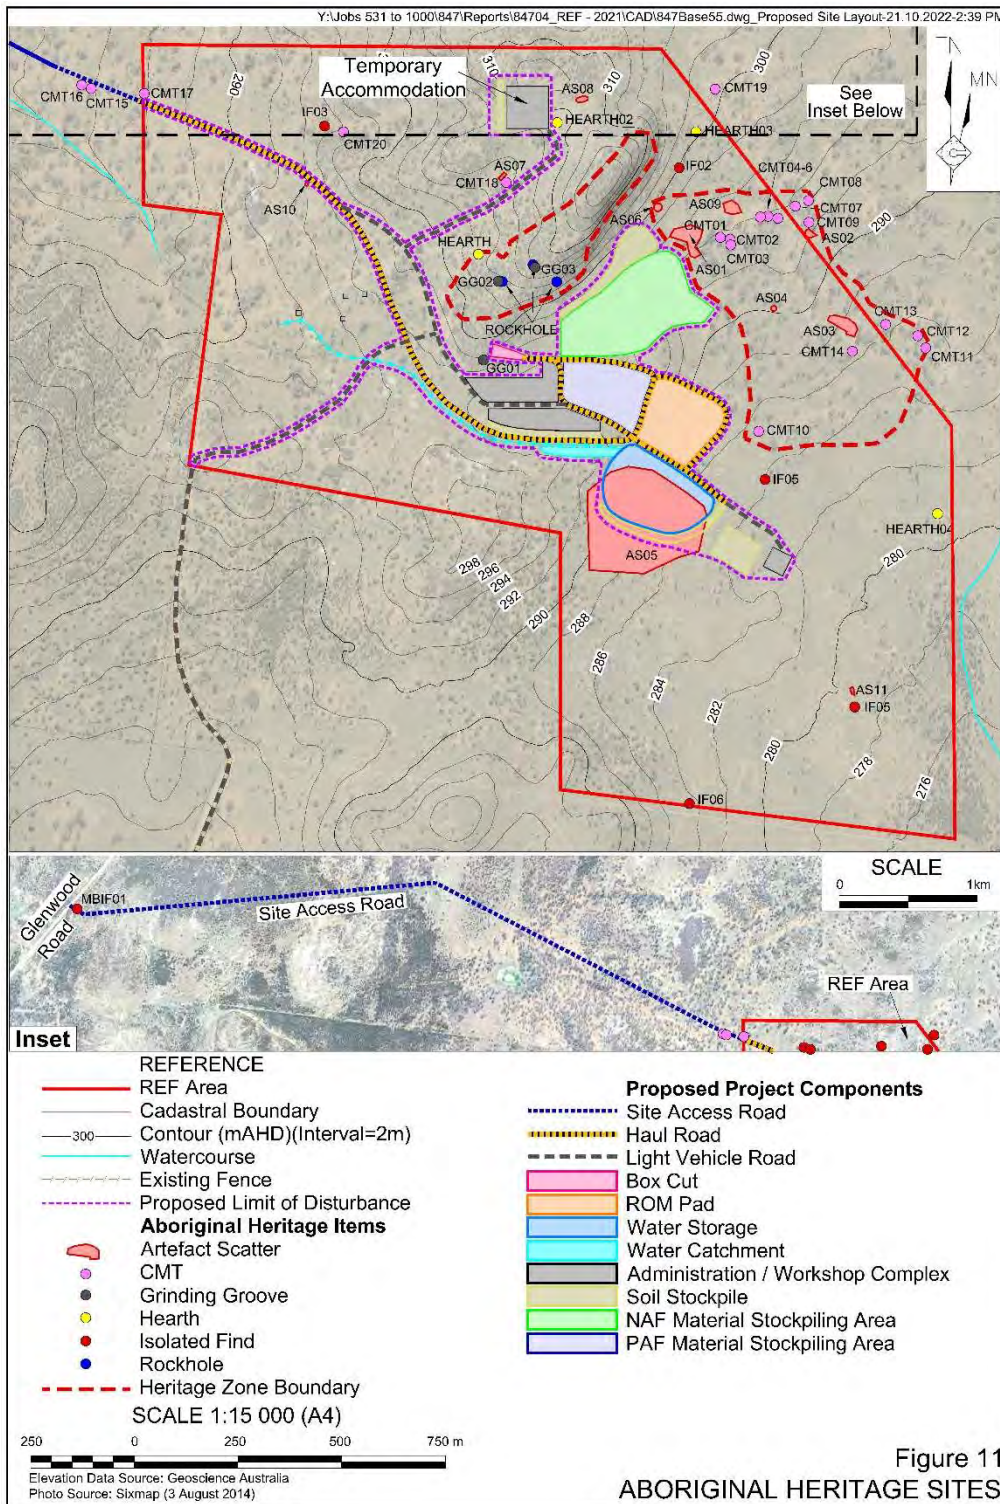 Y:\Jobs 531 to 1000\847\Reports\84704_REF - 2021\CAD\847Base55.dwg_Proposed Site Layout-21.10.2022-2:39 PM
N
MN
See
Inset Below
Temporary
Accommodation
290
310
310
300
CMT16
CMT15
CMT17
IF03
CMT20
AS08
HEARTH02
CMT19
HEARTH03
IF02
AS07
CMT18
AS10
CMT04-6
CMT08
CMT07
CMT09
AS02
290
AS09
AS06
CMT01
CMT02
CMT03
AS01
HEARTH
GG02
GG03
ROCKHOLE
AS04
AS03
CMT13
CMT12
CMT11
CMT14
GG01
CMT10
IF05
HEARTH04
AS05
298
296
294
292
290
288
286
284
282
280
280
278
276
AS11
IF05
IF06
Glenwood
Road
MBIF01
Site Access Road
SCALE
0 1km
REF Area
Inset
REFERENCE
REF Area
Cadastral Boundary
300 Contour (mAHD)(Interval=2m)
Watercourse
Existing Fence
Proposed Limit of Disturbance
Aboriginal Heritage Items
Artefact Scatter
CMT
Grinding Groove
Hearth
Isolated Find
Rockhole
Heritage Zone Boundary
SCALE 1:15 000 (A4)
250 0 250 500 750 m
Elevation Data Source: Geoscience Australia
Photo Source: Sixmap (3 August 2014)
Proposed Project Components
Site Access Road
Haul Road
Light Vehicle Road
Box Cut
ROM Pad
Water Storage
Water Catchment
Administration / Workshop Complex
Soil Stockpile
NAF Material Stockpiling Area
PAF Material Stockpiling Area
Figure 11
ABORIGINAL HERITAGE SITES